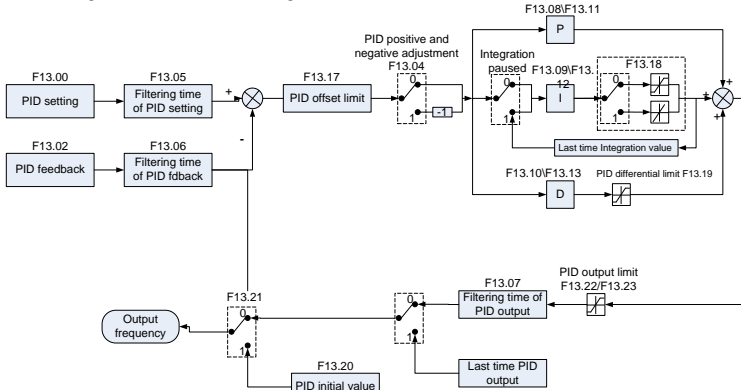 F13.00
PID setting
F13.05
Filtering time
of PID setting
+
-
F13.02
PID feedback
F13.06
Filtering time
of PID fdback
F13.17
PID offset limit
PID positive and
negative adjustment
F13.04
0
1
-1
Integration
paused
0
1
F13.08\F13.11
P
F13.09\F13.
12
I
F13.18
0
1
Last time Integration value
F13.10\F13.13
D
PID differential limit F13.19
+
+
+
PID output limit
F13.22/F13.23
F13.07
Filtering time of
PID output
0
1
Last time PID
output
F13.21
0
1
F13.20
PID initial value
Output
frequency